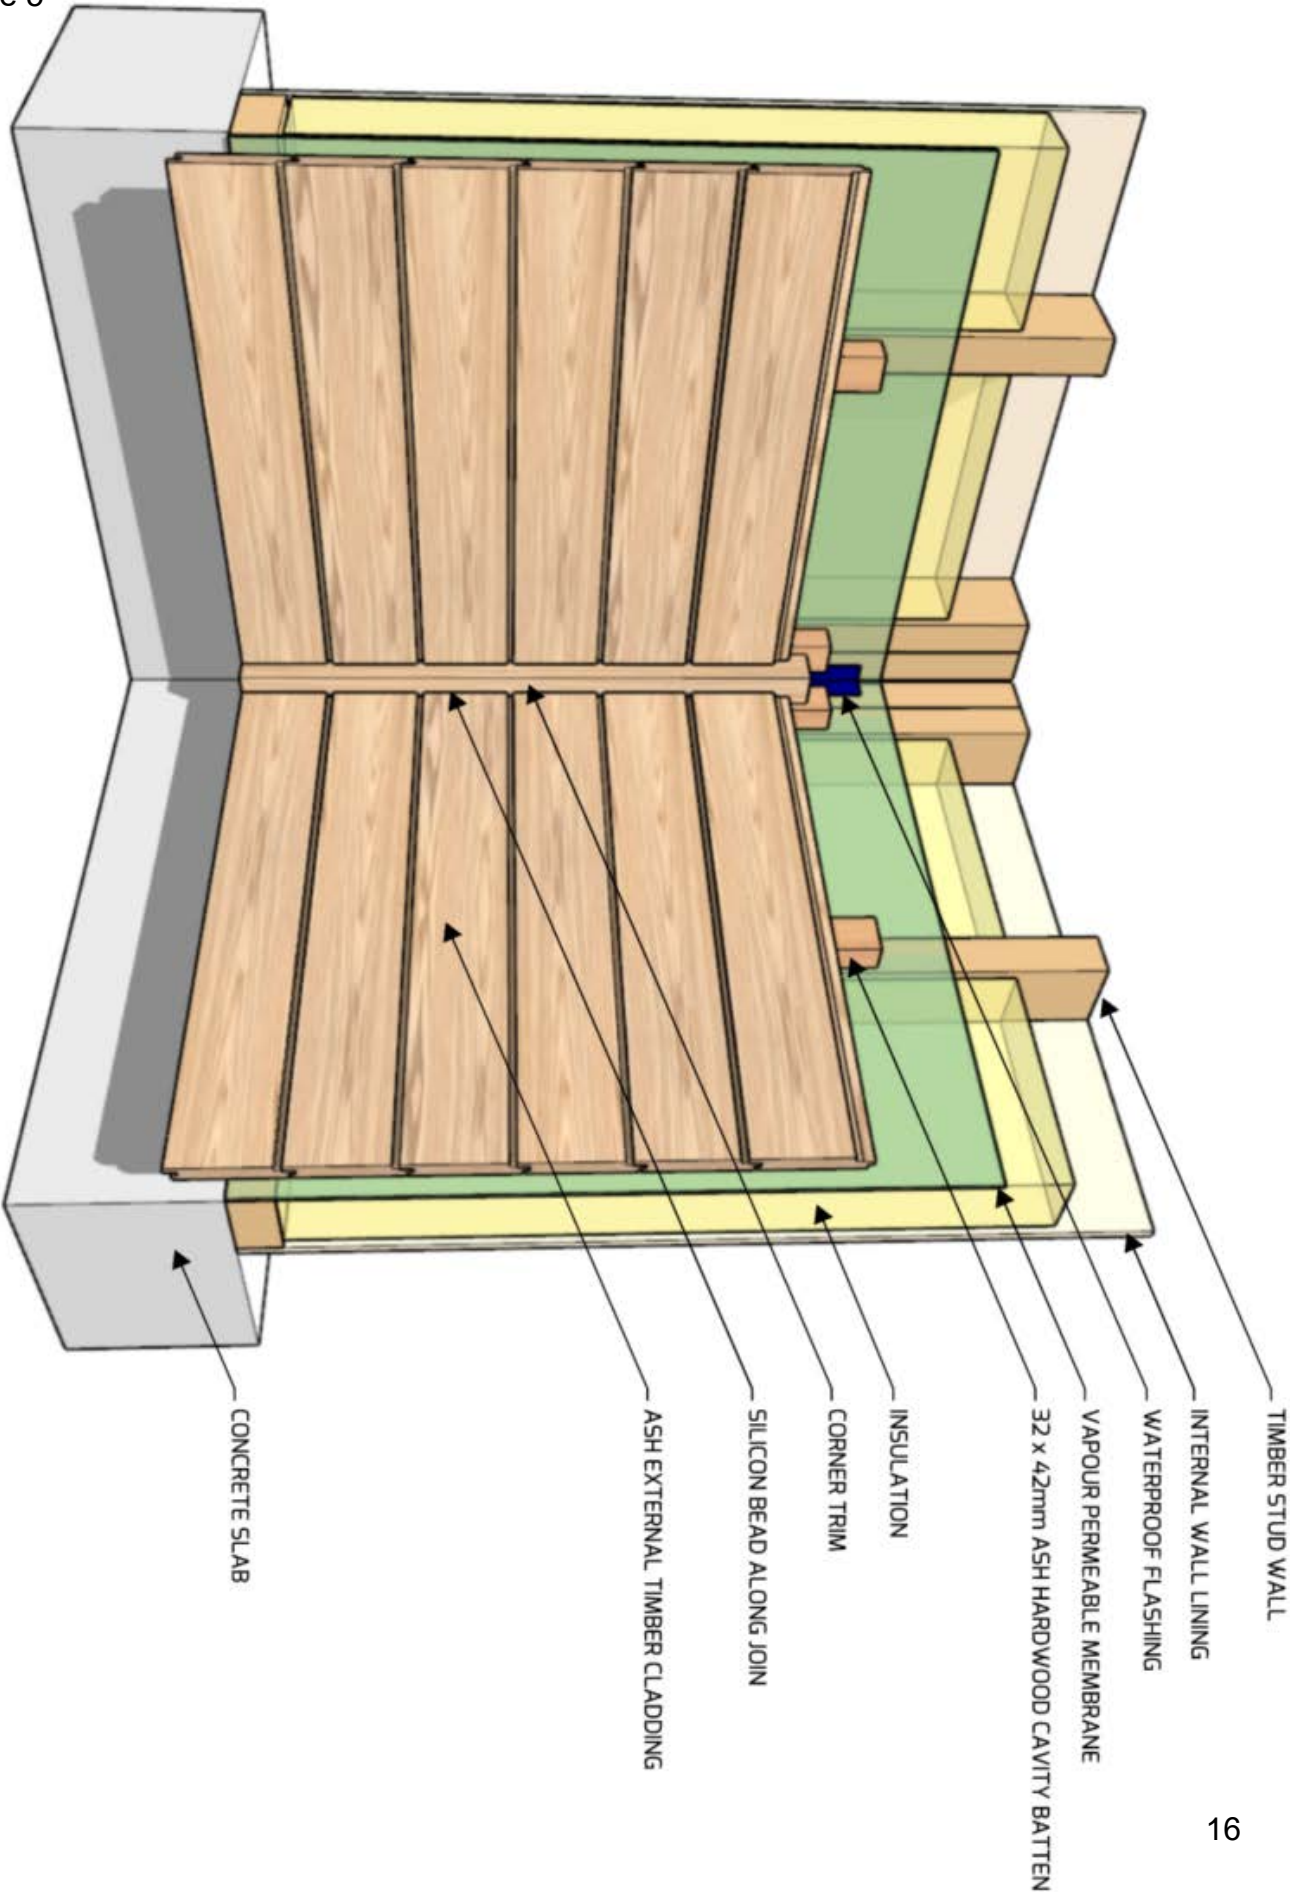 TIMBER STUD WALL
INTERNAL WALL LINING
WATERPROOF FLASHING
VAPOUR PERMEABLE MEMBRANE
32 x 42mm ASH HARDWOOD CAVITY BATTEN
INSULATION
CORNER TRIM
SILICON BEAD ALONG JOIN
ASH EXTERNAL TIMBER CLADDING
CONCRETE SLAB
16